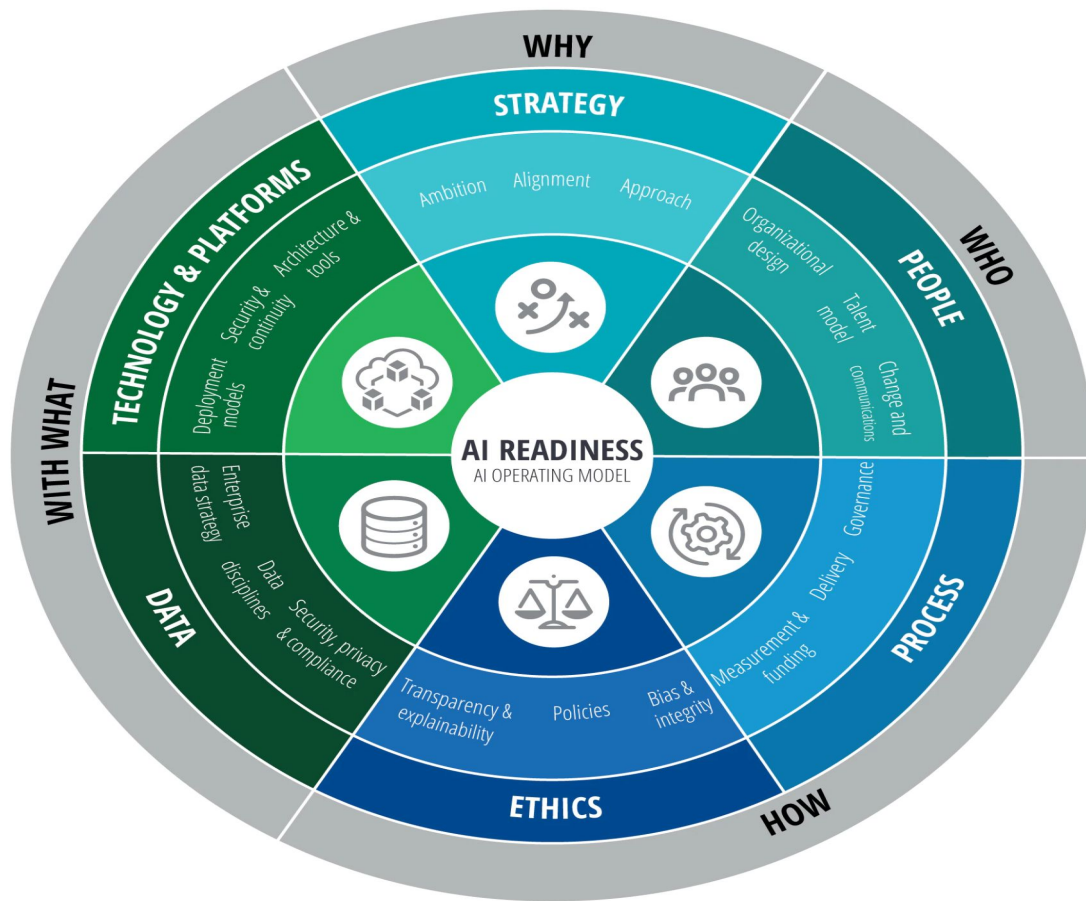 WHY
STRATEGY
Ambition
Alignment
Approach
WHO
PEOPLE
Organizational
design
Talent
model
Change and
communications
HOW
PROCESS
Governance
Delivery
Measurement &
funding
ETHICS
Bias &
integrity
Policies
Transparency &
explainability
WITH WHAT
DATA
Security, privacy
& compliance
Data
disciplines
Enterprise
data strategy
TECHNOLOGY & PLATFORMS
Deployment
models
Security &
continuity
Architecture &
tools
AI READINESS
AI OPERATING MODEL